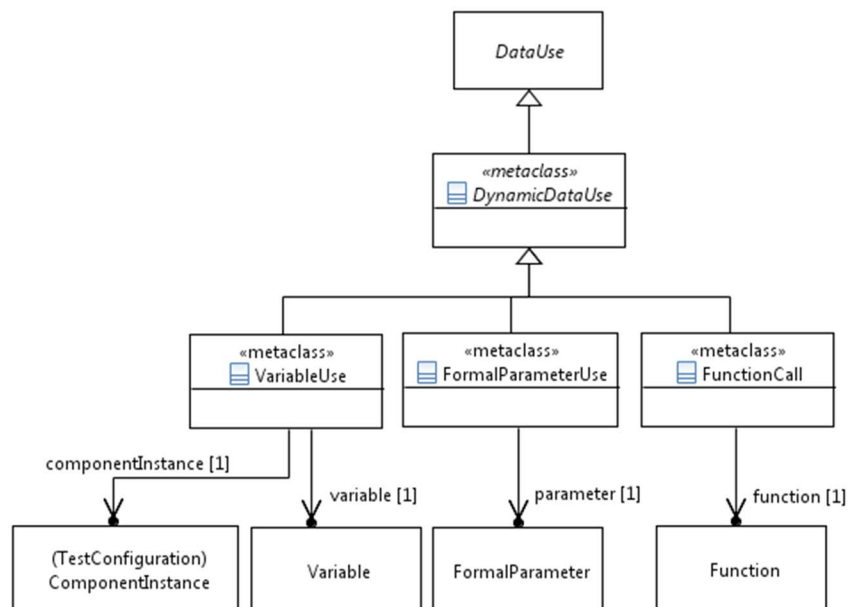 DataUse
«metaclass»
DynamicDataUse
«metaclass»
VariableUse
«metaclass»
FormalParameterUse
«metaclass»
FunctionCall
componentInstance [1]
variable [1]
parameter [1]
function [1]
(TestConfiguration)
ComponentInstance
Variable
FormalParameter
Function